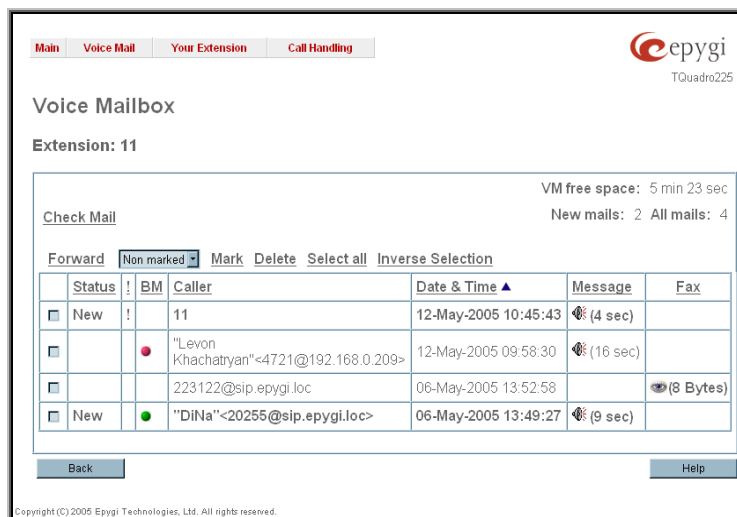 Main Voice Mail Your Extension Call Handling
epygi
TQuadro225
Voice Mailbox
Extension: 11
VM free space: 5 min 23 sec
Check Mail New mails: 2 All mails: 4
Forward Non marked Mark Delete Select all Inverse Selection
Status ! BM Caller Date & Time Message Fax
New ! 11 12-May-2005 10:45:43 (4 sec)
"Levon
Khachatryan"<4721@192.168.0.209> 12-May-2005 09:58:30 (16 sec)
223122@sip.epygi.loc 06-May-2005 13:52:58 (8 Bytes)
New "DiNa"<20255@sip.epygi.loc> 06-May-2005 13:49:27 (9 sec)
Back Help
Copyright (C) 2005 Epygi Technologies, Ltd. All rights reserved.